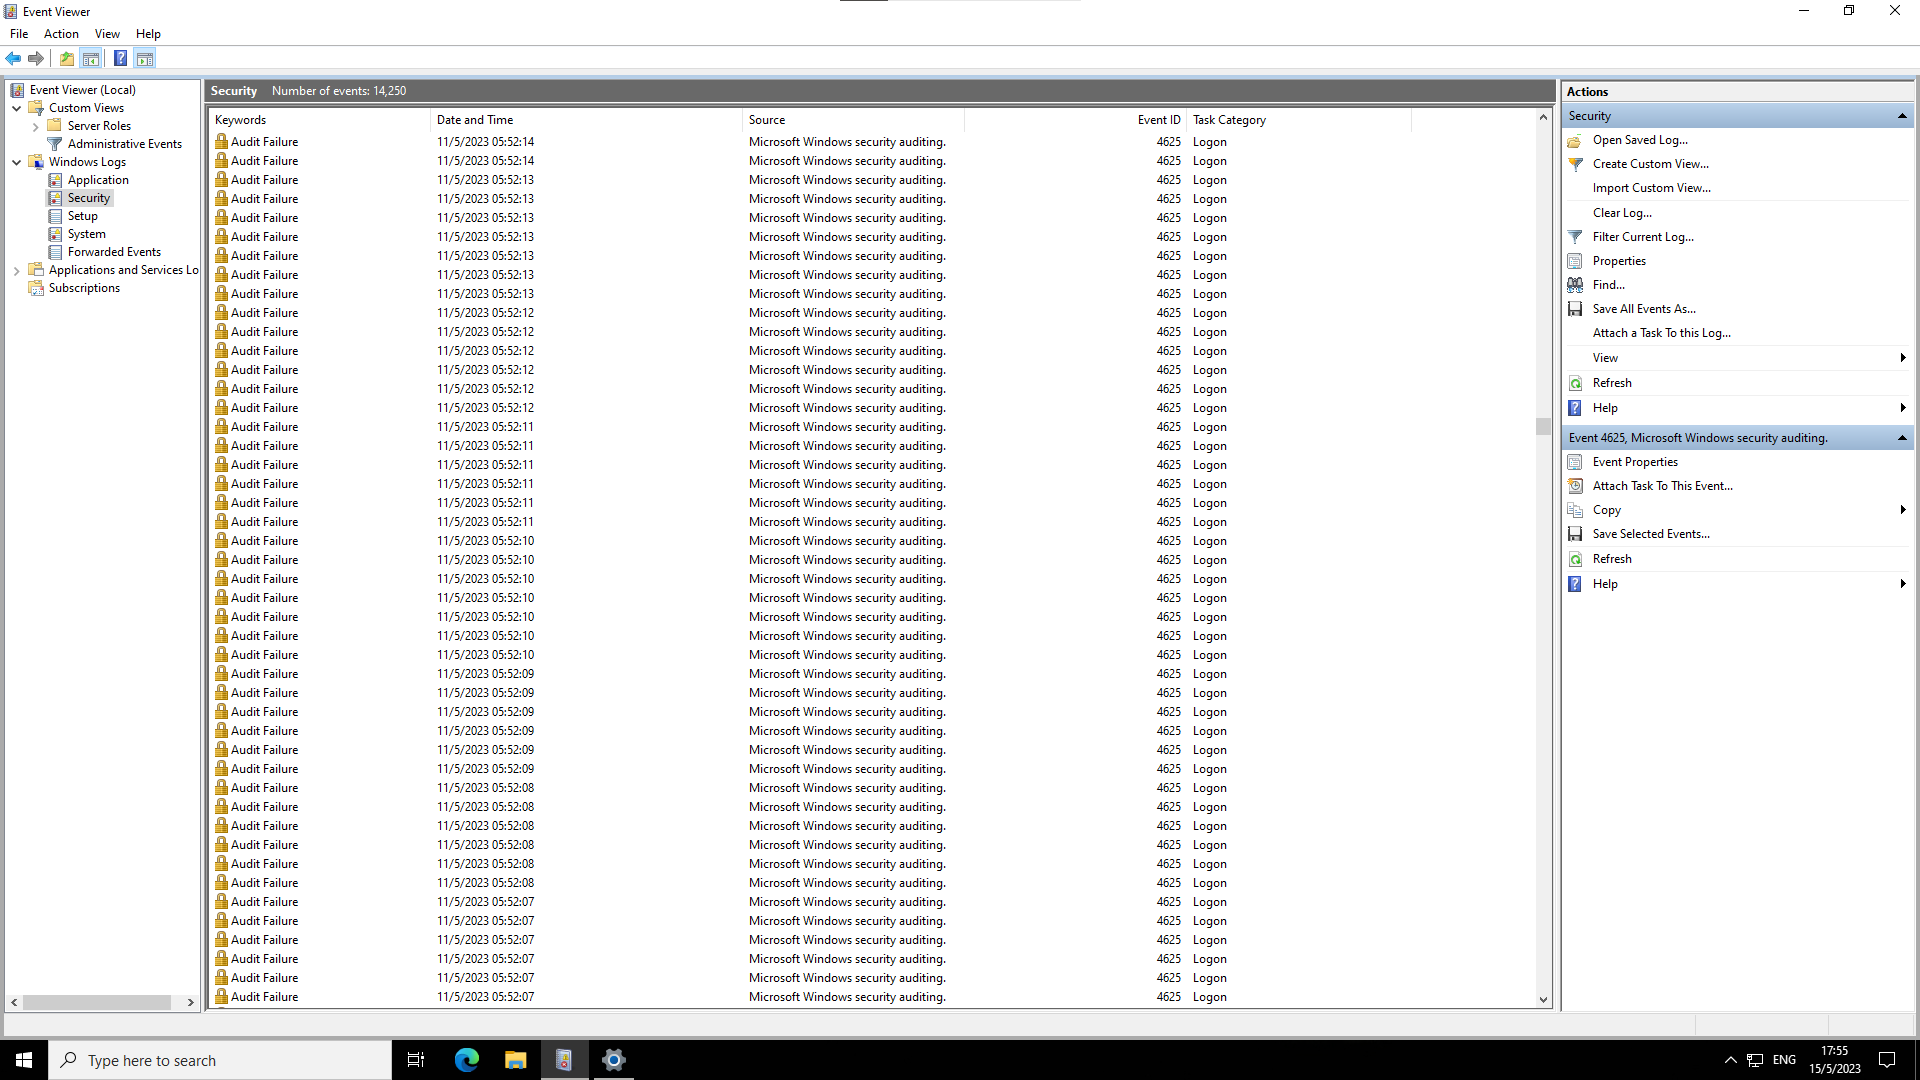 Event Viewer
File Action View Help
Event Viewer (Local)
Custom Views
Server Roles
Administrative Events
Windows Logs
Application
Security
Setup
System
Forwarded Events
Applications and Services Lo
Subscriptions
Security Number of events: 14,250
Keywords Date and Time Source Event ID Task Category
Audit Failure 11/5/2023 05:52:14 Microsoft Windows security auditing. 4625 Logon
Audit Failure 11/5/2023 05:52:14 Microsoft Windows security auditing. 4625 Logon
Audit Failure 11/5/2023 05:52:13 Microsoft Windows security auditing. 4625 Logon
Audit Failure 11/5/2023 05:52:13 Microsoft Windows security auditing. 4625 Logon
Audit Failure 11/5/2023 05:52:13 Microsoft Windows security auditing. 4625 Logon
Audit Failure 11/5/2023 05:52:13 Microsoft Windows security auditing. 4625 Logon
Audit Failure 11/5/2023 05:52:13 Microsoft Windows security auditing. 4625 Logon
Audit Failure 11/5/2023 05:52:13 Microsoft Windows security auditing. 4625 Logon
Audit Failure 11/5/2023 05:52:13 Microsoft Windows security auditing. 4625 Logon
Audit Failure 11/5/2023 05:52:12 Microsoft Windows security auditing. 4625 Logon
Audit Failure 11/5/2023 05:52:12 Microsoft Windows security auditing. 4625 Logon
Audit Failure 11/5/2023 05:52:12 Microsoft Windows security auditing. 4625 Logon
Audit Failure 11/5/2023 05:52:12 Microsoft Windows security auditing. 4625 Logon
Audit Failure 11/5/2023 05:52:12 Microsoft Windows security auditing. 4625 Logon
Audit Failure 11/5/2023 05:52:12 Microsoft Windows security auditing. 4625 Logon
Audit Failure 11/5/2023 05:52:11 Microsoft Windows security auditing. 4625 Logon
Audit Failure 11/5/2023 05:52:11 Microsoft Windows security auditing. 4625 Logon
Audit Failure 11/5/2023 05:52:11 Microsoft Windows security auditing. 4625 Logon
Audit Failure 11/5/2023 05:52:11 Microsoft Windows security auditing. 4625 Logon
Audit Failure 11/5/2023 05:52:11 Microsoft Windows security auditing. 4625 Logon
Audit Failure 11/5/2023 05:52:11 Microsoft Windows security auditing. 4625 Logon
Audit Failure 11/5/2023 05:52:10 Microsoft Windows security auditing. 4625 Logon
Audit Failure 11/5/2023 05:52:10 Microsoft Windows security auditing. 4625 Logon
Audit Failure 11/5/2023 05:52:10 Microsoft Windows security auditing. 4625 Logon
Audit Failure 11/5/2023 05:52:10 Microsoft Windows security auditing. 4625 Logon
Audit Failure 11/5/2023 05:52:10 Microsoft Windows security auditing. 4625 Logon
Audit Failure 11/5/2023 05:52:10 Microsoft Windows security auditing. 4625 Logon
Audit Failure 11/5/2023 05:52:10 Microsoft Windows security auditing. 4625 Logon
Audit Failure 11/5/2023 05:52:09 Microsoft Windows security auditing. 4625 Logon
Audit Failure 11/5/2023 05:52:09 Microsoft Windows security auditing. 4625 Logon
Audit Failure 11/5/2023 05:52:09 Microsoft Windows security auditing. 4625 Logon
Audit Failure 11/5/2023 05:52:09 Microsoft Windows security auditing. 4625 Logon
Audit Failure 11/5/2023 05:52:09 Microsoft Windows security auditing. 4625 Logon
Audit Failure 11/5/2023 05:52:09 Microsoft Windows security auditing. 4625 Logon
Audit Failure 11/5/2023 05:52:08 Microsoft Windows security auditing. 4625 Logon
Audit Failure 11/5/2023 05:52:08 Microsoft Windows security auditing. 4625 Logon
Audit Failure 11/5/2023 05:52:08 Microsoft Windows security auditing. 4625 Logon
Audit Failure 11/5/2023 05:52:08 Microsoft Windows security auditing. 4625 Logon
Audit Failure 11/5/2023 05:52:08 Microsoft Windows security auditing. 4625 Logon
Audit Failure 11/5/2023 05:52:08 Microsoft Windows security auditing. 4625 Logon
Audit Failure 11/5/2023 05:52:07 Microsoft Windows security auditing. 4625 Logon
Audit Failure 11/5/2023 05:52:07 Microsoft Windows security auditing. 4625 Logon
Audit Failure 11/5/2023 05:52:07 Microsoft Windows security auditing. 4625 Logon
Audit Failure 11/5/2023 05:52:07 Microsoft Windows security auditing. 4625 Logon
Audit Failure 11/5/2023 05:52:07 Microsoft Windows security auditing. 4625 Logon
Audit Failure 11/5/2023 05:52:07 Microsoft Windows security auditing. 4625 Logon
Actions
Security
Open Saved Log...
Create Custom View...
Import Custom View...
Clear Log...
Filter Current Log...
Properties
Find...
Save All Events As...
Attach a Task To this Log...
View
Refresh
Help
Event 4625, Microsoft Windows security auditing.
Event Properties
Attach Task To This Event...
Copy
Save Selected Events...
Refresh
Help
Type here to search
ENG
17:55
15/5/2023